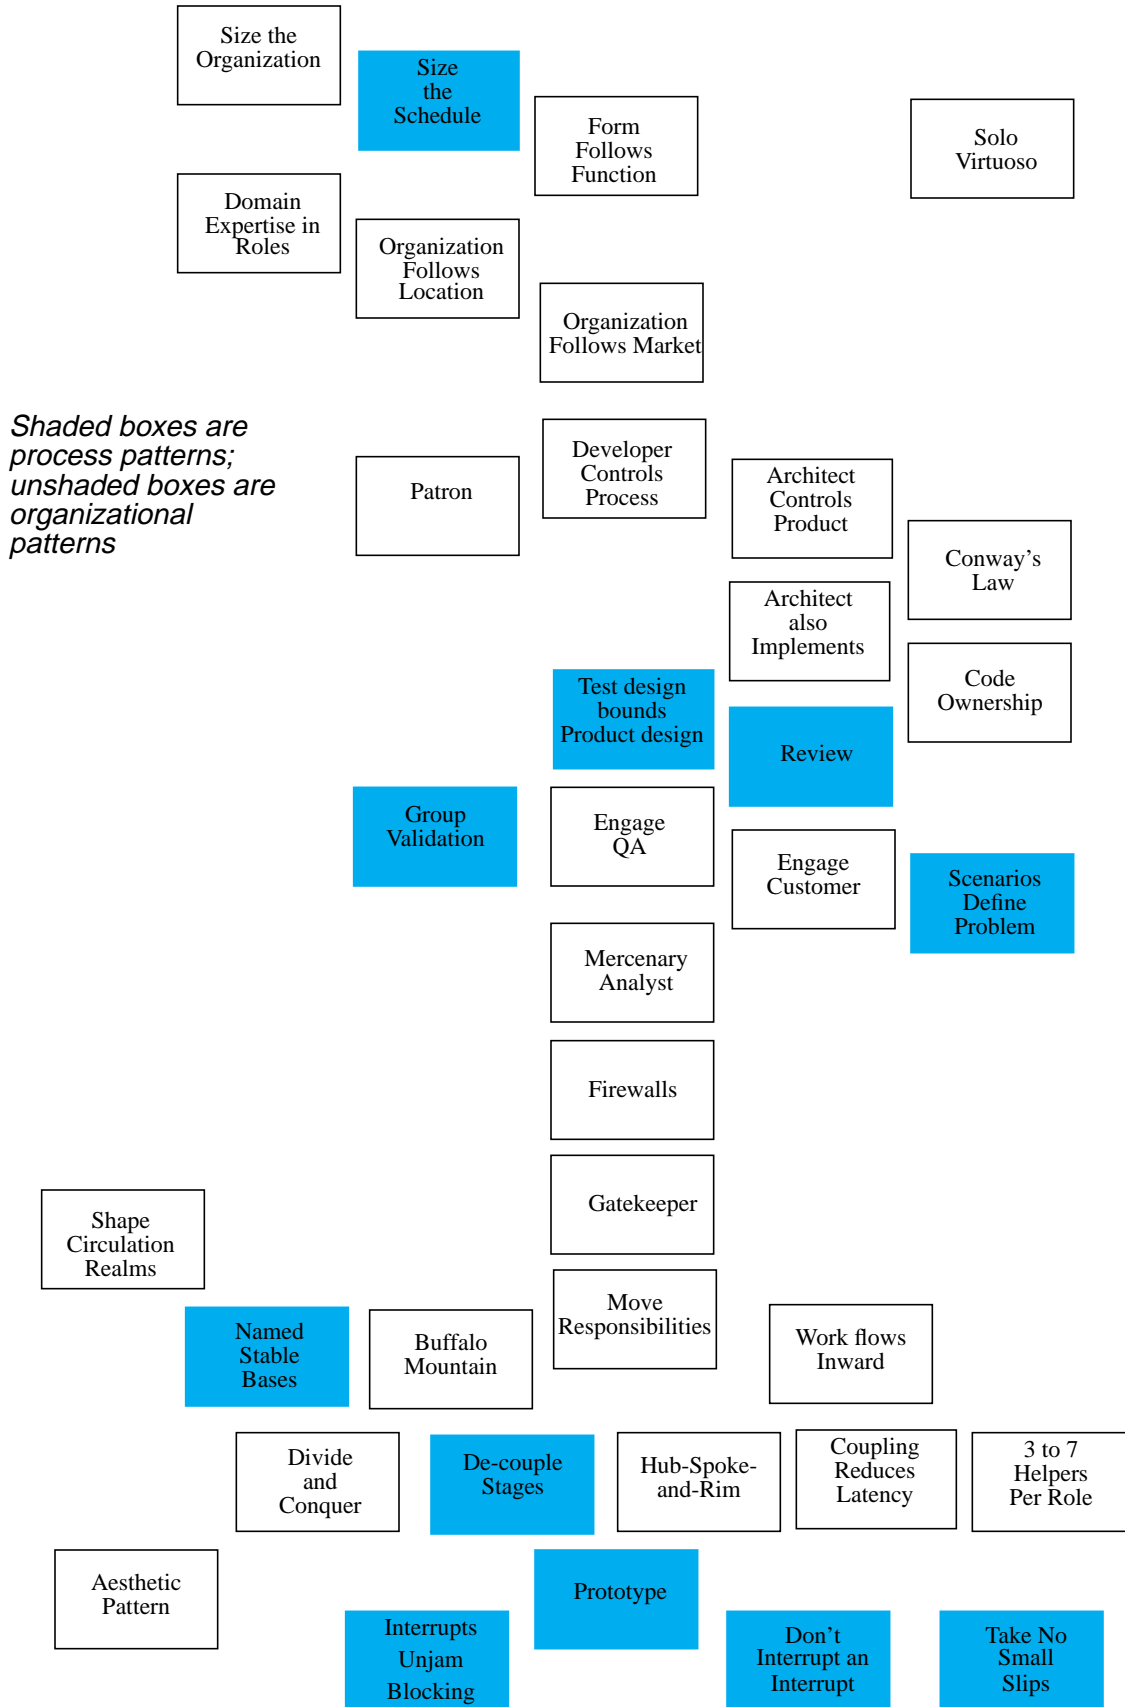 Size the
Organization
Size
the
Schedule
Form
Follows
Function
Solo
Virtuoso
Domain
Expertise in
Roles
Organization
Follows
Location
Organization
Follows Market
Shaded boxes are
process patterns;
unshaded boxes are
organizational
patterns
Patron
Developer
Controls
Process
Architect
Controls
Product
Conway's
Law
Architect
also
Implements
Code
Ownership
Test design
bounds
Product design
Review
Group
Validation
Engage
QA
Engage
Customer
Scenarios
Define
Problem
Mercenary
Analyst
Firewalls
Gatekeeper
Shape
Circulation
Realms
Move
Responsibilities
Named
Stable
Bases
Buffalo
Mountain
Work flows
Inward
Divide
and
Conquer
De-couple
Stages
Hub-Spoke-
and-Rim
Coupling
Reduces
Latency
3 to 7
Helpers
Per Role
Aesthetic
Pattern
Prototype
Interrupts
Unjam
Blocking
Don't
Interrupt an
Interrupt
Take No
Small
Slips